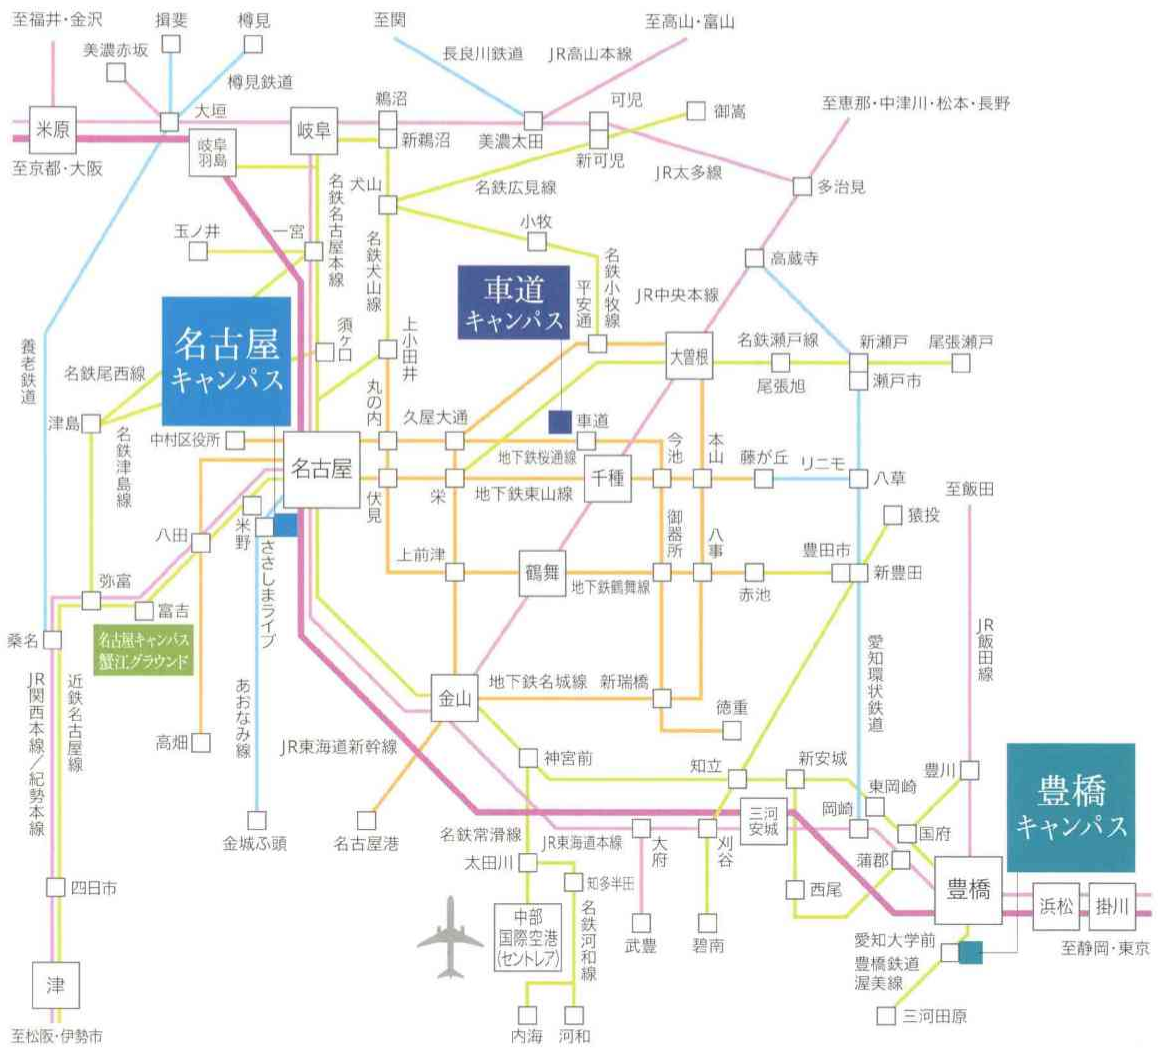 至福井・金沢
揖斐
樽見
至関
至高山・富山
美濃赤坂
樽見鉄道
長良川鉄道
JR高山本線
大垣
鵜沼
可児
御嵩
至恵那・中津川・松本・長野
米原
岐阜
羽島
岐阜
新鵜沼
美濃太田
新可児
至京都・大阪
JR太多線
犬山
名鉄広見線
多治見
名鉄名古屋本線
玉ノ井
一宮
小牧
名鉄犬山線
名鉄小牧線
高蔵寺
車道
キャンパス
平安通
JR中央本線
名古屋
キャンパス
須ヶ口
上小田井
大曽根
名鉄瀬戸線
新瀬戸
尾張瀬戸
養老鉄道
名鉄尾西線
尾張旭
瀬戸市
丸の内
津島
名鉄津島線
久屋大通
車道
中村区役所
地下鉄桜通線
今池
本山
藤が丘
リニモ
名古屋
千種
八草
伏見
栄
地下鉄東山線
至飯田
米野
猿投
八田
ささしまライブ
御器所
八事
豊田市
上前津
鶴舞
地下鉄鶴舞線
赤池
新豊田
弥富
富吉
桑名
名古屋キャンパス
蟹江グラウンド
JR飯田線
愛知環状鉄道
JR関西本線/紀勢本線
近鉄名古屋線
あおなみ線
金山
地下鉄名城線
新瑞橋
徳重
高畑
JR東海道新幹線
神宮前
知立
新安城
豊川
豊橋
キャンパス
東岡崎
金城ふ頭
名古屋港
名鉄常滑線
JR東海道本線
大府
刈谷
三河
安城
岡崎
国府
太田川
蒲郡
四日市
知多半田
西尾
豊橋
浜松
掛川
中部
国際空港
(セントレア)
名鉄河和線
武豊
碧南
愛知大学前
至静岡・東京
豊橋鉄道
渥美線
津
内海
河和
三河田原
至松阪・伊勢市